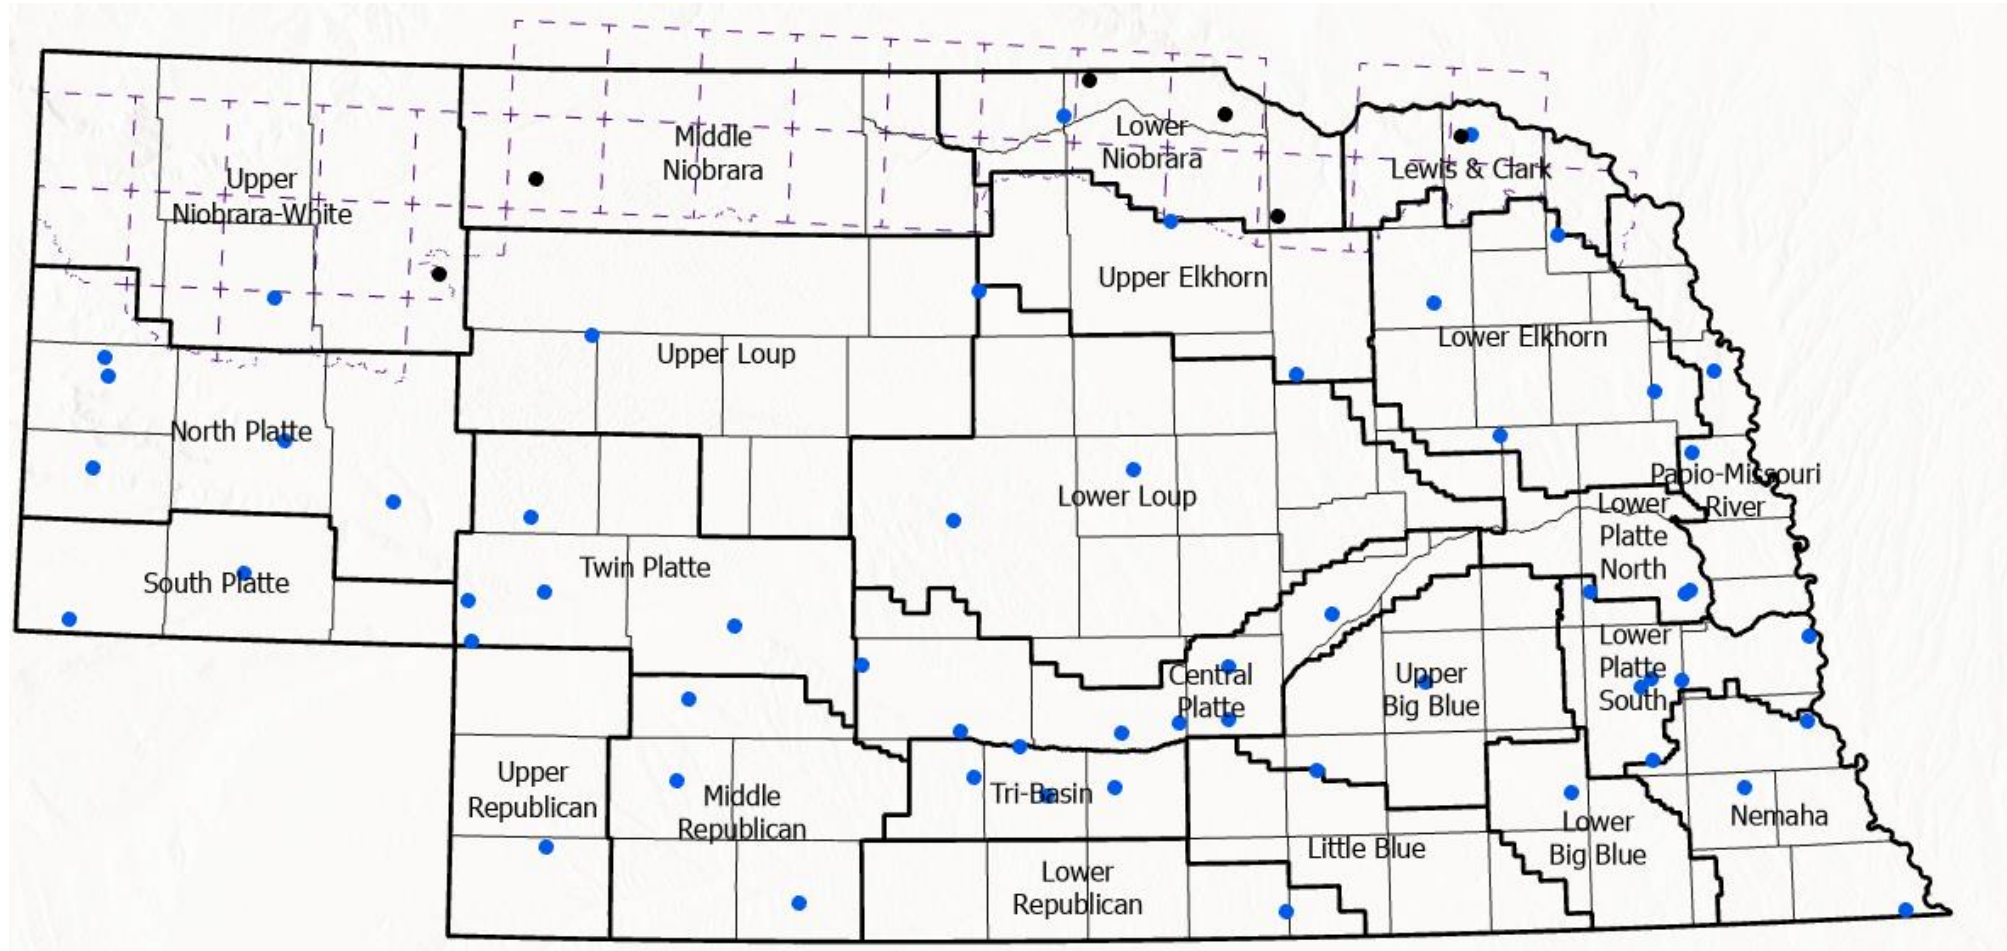 Middle
Niobrara
Lower
Niobrara
Lewis & Clark
Upper
Niobrara-White
Upper Elkhorn
Lower Elkhorn
Upper Loup
North Platte
Lower Loup
Papio-Missouri
River
Lower
Platte
North
South Platte
Twin Platte
Lower
Platte
South
Central
Platte
Upper
Big Blue
Upper
Republican
Middle
Republican
Tri-Basin
Nemaha
Lower
Big Blue
Little Blue
Lower
Republican